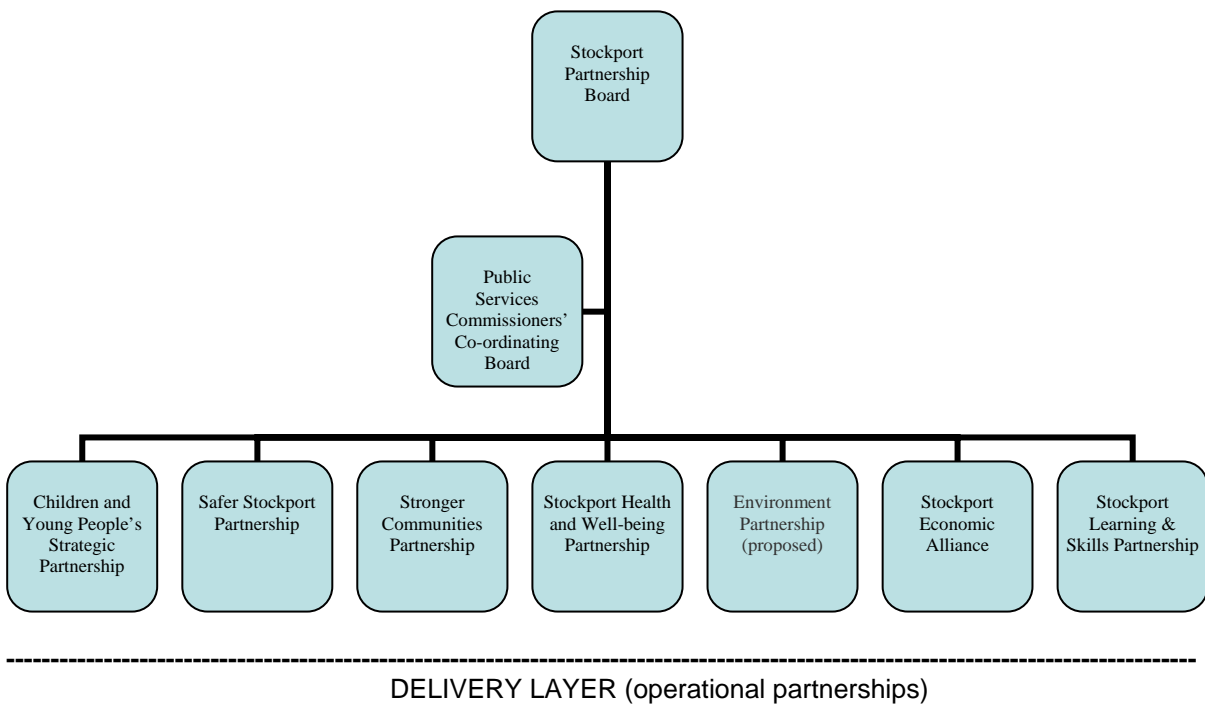 Stockport
Partnership
Board
Public
Services
Commissioners’
Co-ordinating
Board
Children and
Young People’s
Strategic
Partnership
Safer Stockport
Partnership
Stronger
Communities
Partnership
Stockport Health
and Well-being
Partnership
Environment
Partnership
(proposed)
Stockport
Economic
Alliance
Stockport
Learning &
Skills Partnership
DELIVERY LAYER (operational partnerships)